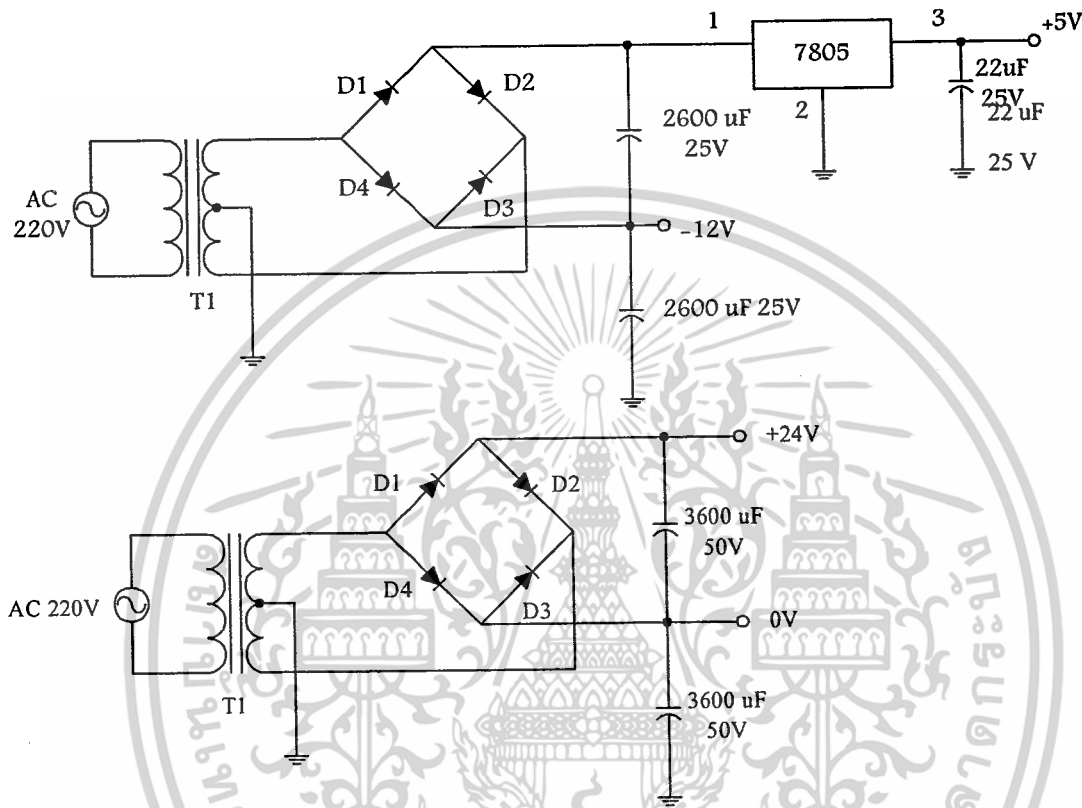 1
3
+5V
7805
2
22uF
25V
22 uF
25 V
D1
D2
D4
D3
2600 uF
25V
AC
220V
T1
-12V
2600 uF 25V
+24V
D1
D2
D4
D3
3600 uF
50V
AC 220V
T1
0V
3600 uF
50V